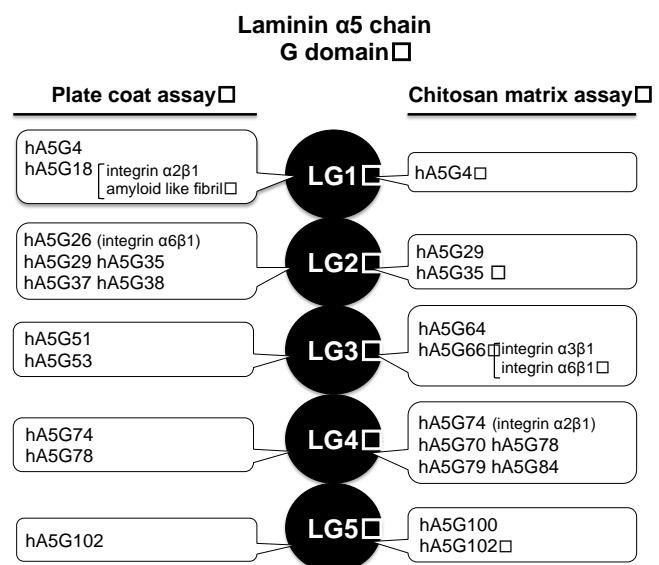 Laminin α5 chain
G domain
Plate coat assay
Chitosan matrix assay
hA5G4
hA5G18 integrin α2β1
amyloid like fibril
LG1
hA5G4
hA5G26 (integrin α6β1)
hA5G29 hA5G35
hA5G37 hA5G38
LG2
hA5G29
hA5G35
hA5G51
hA5G53
LG3
hA5G64
hA5G66 integrin α3β1
integrin α6β1
hA5G74
hA5G78
LG4
hA5G74 (integrin α2β1)
hA5G70 hA5G78
hA5G79 hA5G84
hA5G102
LG5
hA5G100
hA5G102